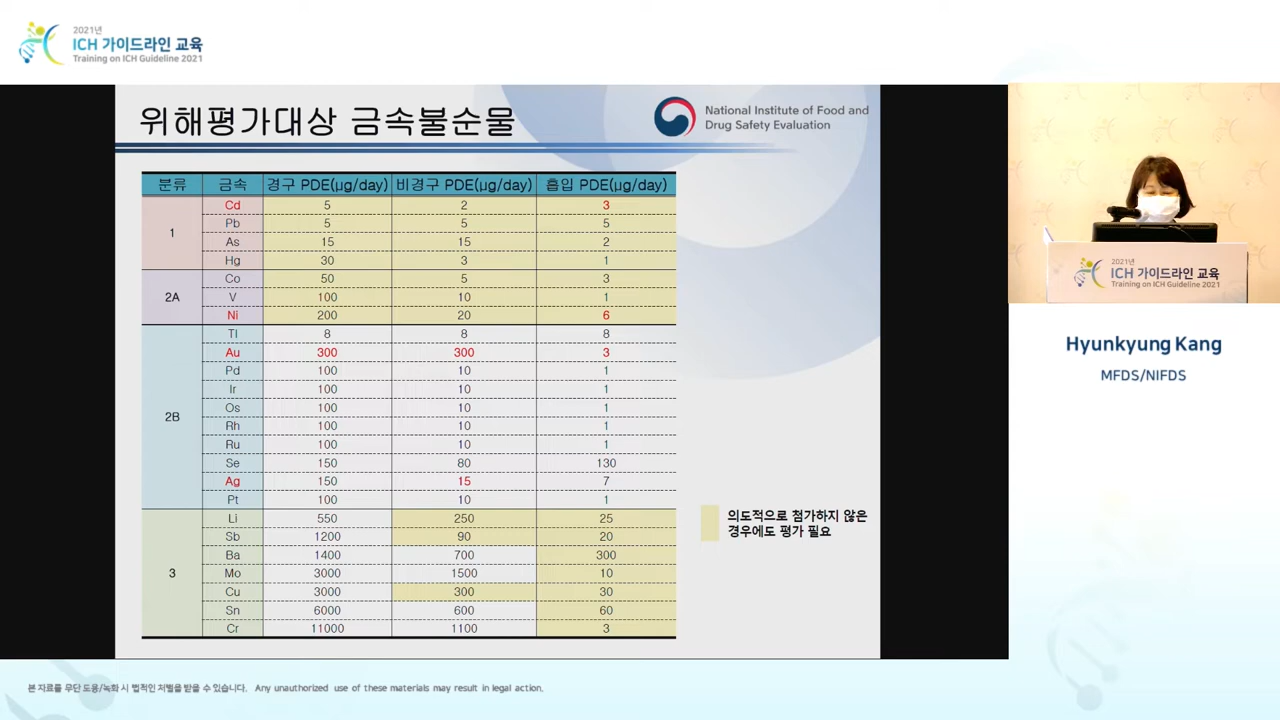 2021년
ICH 가이드라인 교육
Training on ICH Guideline 2021
위해평가대상 금속불순물
National Institute of Food and
Drug Safety Evaluation
분류 금속 경구 PDE(μg/day) 비경구 PDE(μg/day) 흡입 PDE(μg/day)
1
Cd 5 2 3
Pb 5 5 5
As 15 15 2
Hg 30 3 1
2A
Co 50 5 3
V 100 10 1
Ni 200 20 6
2B
Tl 8 8 8
Au 300 300 3
Pd 100 10 1
Ir 100 10 1
Os 100 10 1
Rh 100 10 1
Ru 100 10 1
Se 150 80 130
Ag 150 15 7
Pt 100 10 1
3
Li 550 250 25
Sb 1200 90 20
Ba 1400 700 300
Mo 3000 1500 10
Cu 3000 300 30
Sn 6000 600 60
Cr 11000 1100 3
의도적으로 첨가하지 않은
경우에도 평가 필요
2021년
ICH 가이드라인 교육
Training on ICH Guideline 2021
Hyunkyung Kang
MFDS/NIFDS
본 자료를 무단 도용/녹화 시 법적인 처벌을 받을 수 있습니다. Any unauthorized use of these materials may result in legal action.